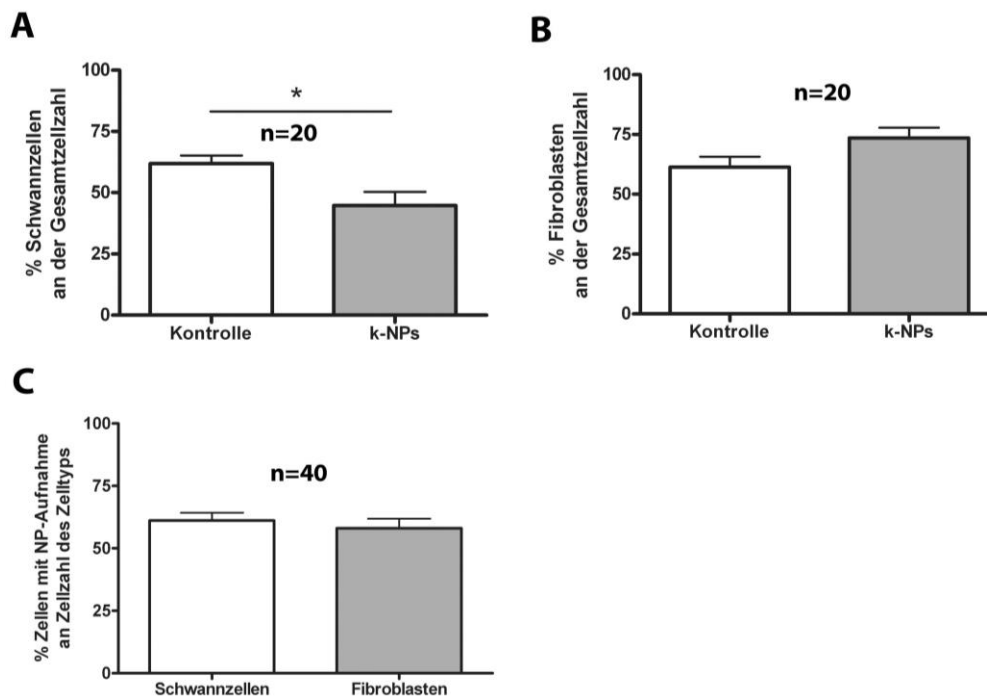 A
% Schwannzellen
an der Gesamtzellzahl
100
75
50
25
0
*
n=20
Kontrolle
k-NPs
B
% Fibroblasten
an der Gesamtzellzahl
100
75
50
25
0
n=20
Kontrolle
k-NPs
C
% Zellen mit NP-Aufnahme
an Zellzahl des Zelltyps
100
75
50
25
0
n=40
Schwannzellen
Fibroblasten